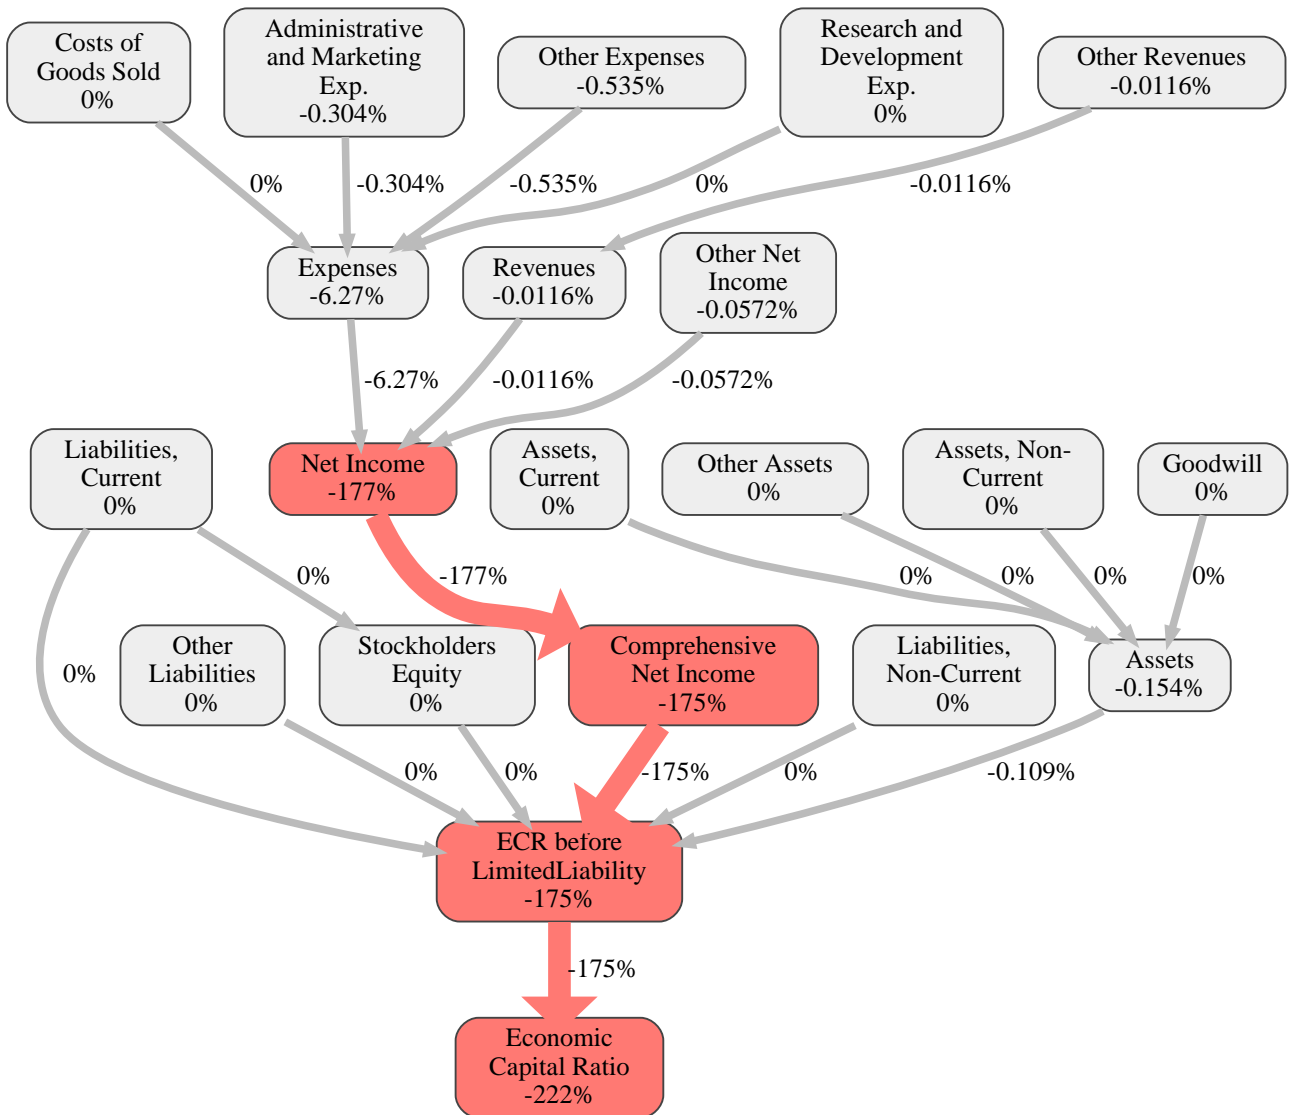 Costs of
Goods Sold
0%
Administrative
and Marketing
Exp.
-0.304%
Other Expenses
-0.535%
Research and
Development
Exp.
0%
Other Revenues
-0.0116%
0%
-0.304%
-0.535%
0%
-0.0116%
Expenses
-6.27%
Revenues
-0.0116%
Other Net
Income
-0.0572%
-6.27%
-0.0116%
-0.0572%
Liabilities,
Current
0%
Net Income
-177%
Assets,
Current
0%
Other Assets
0%
Assets, Non-
Current
0%
Goodwill
0%
0%
-177%
0%
0%
0%
0%
0%
Other
Liabilities
0%
Stockholders
Equity
0%
Comprehensive
Net Income
-175%
Liabilities,
Non-Current
0%
Assets
-0.154%
0%
0%
-175%
0%
-0.109%
ECR before
LimitedLiability
-175%
-175%
Economic
Capital Ratio
-222%